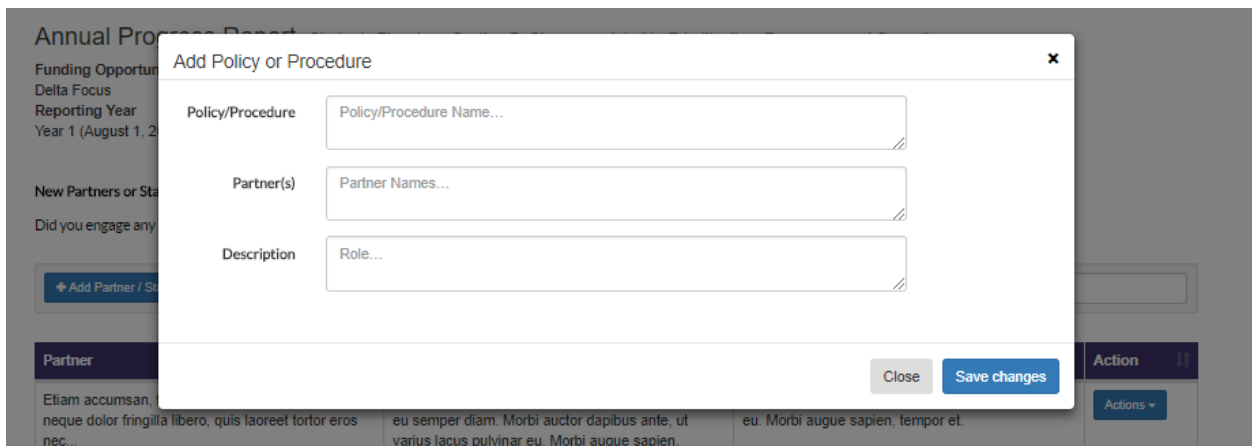 Annual Progress Report
Add Policy or Procedure ×
Funding Opportun
Delta Focus
Reporting Year
Year 1 (August 1, 2
Policy/Procedure Policy/Procedure Name...
Partner(s) Partner Names...
New Partners or Sta
Did you engage any
Description Role...
+ Add Partner / St
Close Save changes
Partner Action
Etiam accumsan,
neque dolor fringilla libero, quis laoreet tortor eros
nec...
eu semper diam. Morbi auctor dapibus ante, ut
varius lacus pulvinar eu. Morbi augue sapien,
eu. Morbi augue sapien, tempor et.
Actions